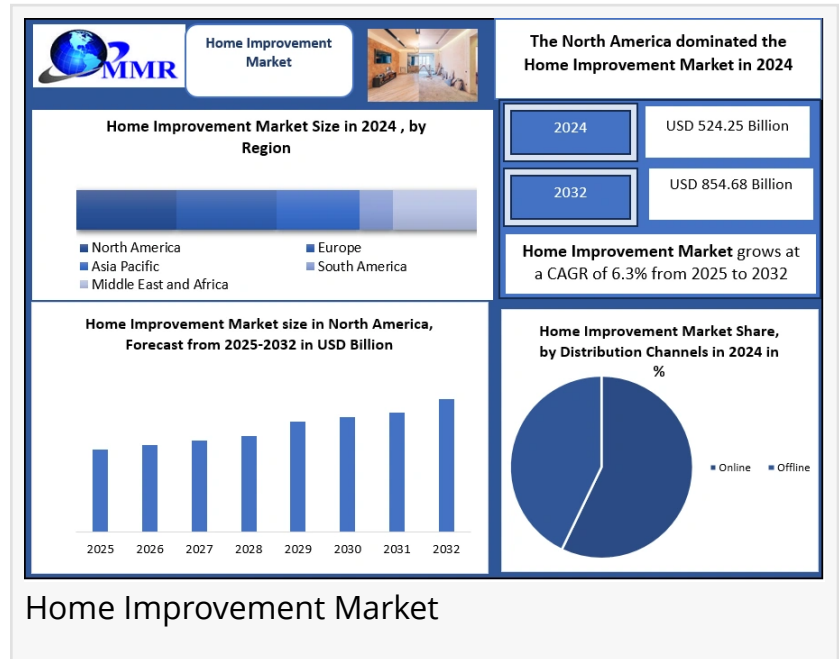 MMR
Home Improvement
Market
The North America dominated the
Home Improvement Market in 2024
Home Improvement Market Size in 2024 , by
Region
North America
Europe
Asia Pacific
South America
Middle East and Africa
2024
USD 524.25 Billion
2032
USD 854.68 Billion
Home Improvement Market grows at
a CAGR of 6.3% from 2025 to 2032
Home Improvement Market size in North America,
Forecast from 2025-2032 in USD Billion
2025 2026 2027 2028 2029 2030 2031 2032
Home Improvement Market Share,
by Distribution Channels in 2024 in
%
Online
Offline
Home Improvement Market